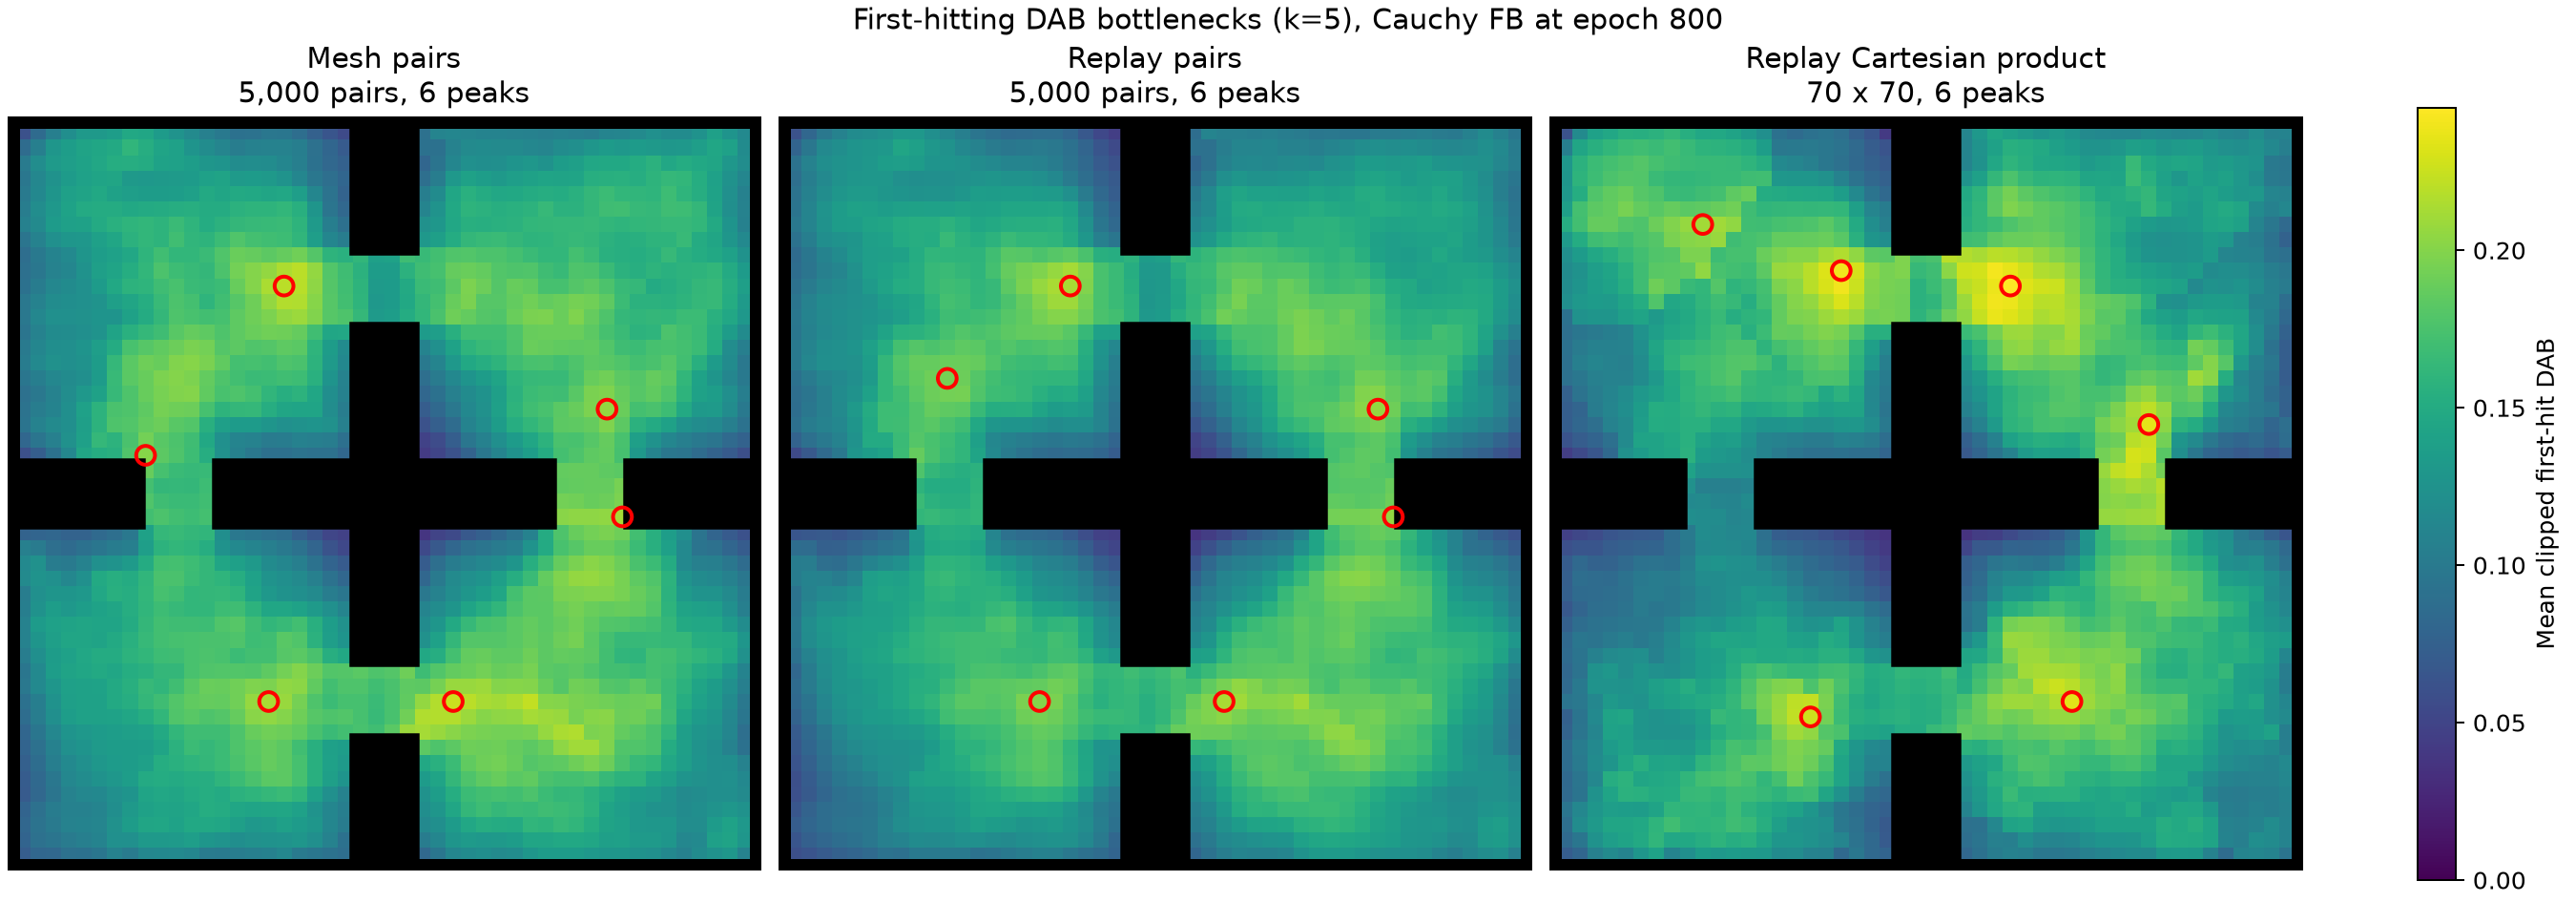 First-hitting DAB bottlenecks (k=5), Cauchy FB at epoch 800
Mesh pairs
5,000 pairs, 6 peaks
Replay pairs
5,000 pairs, 6 peaks
Replay Cartesian product
70 x 70, 6 peaks
0.20
0.15
0.10
0.05
0.00
Mean clipped first-hit DAB